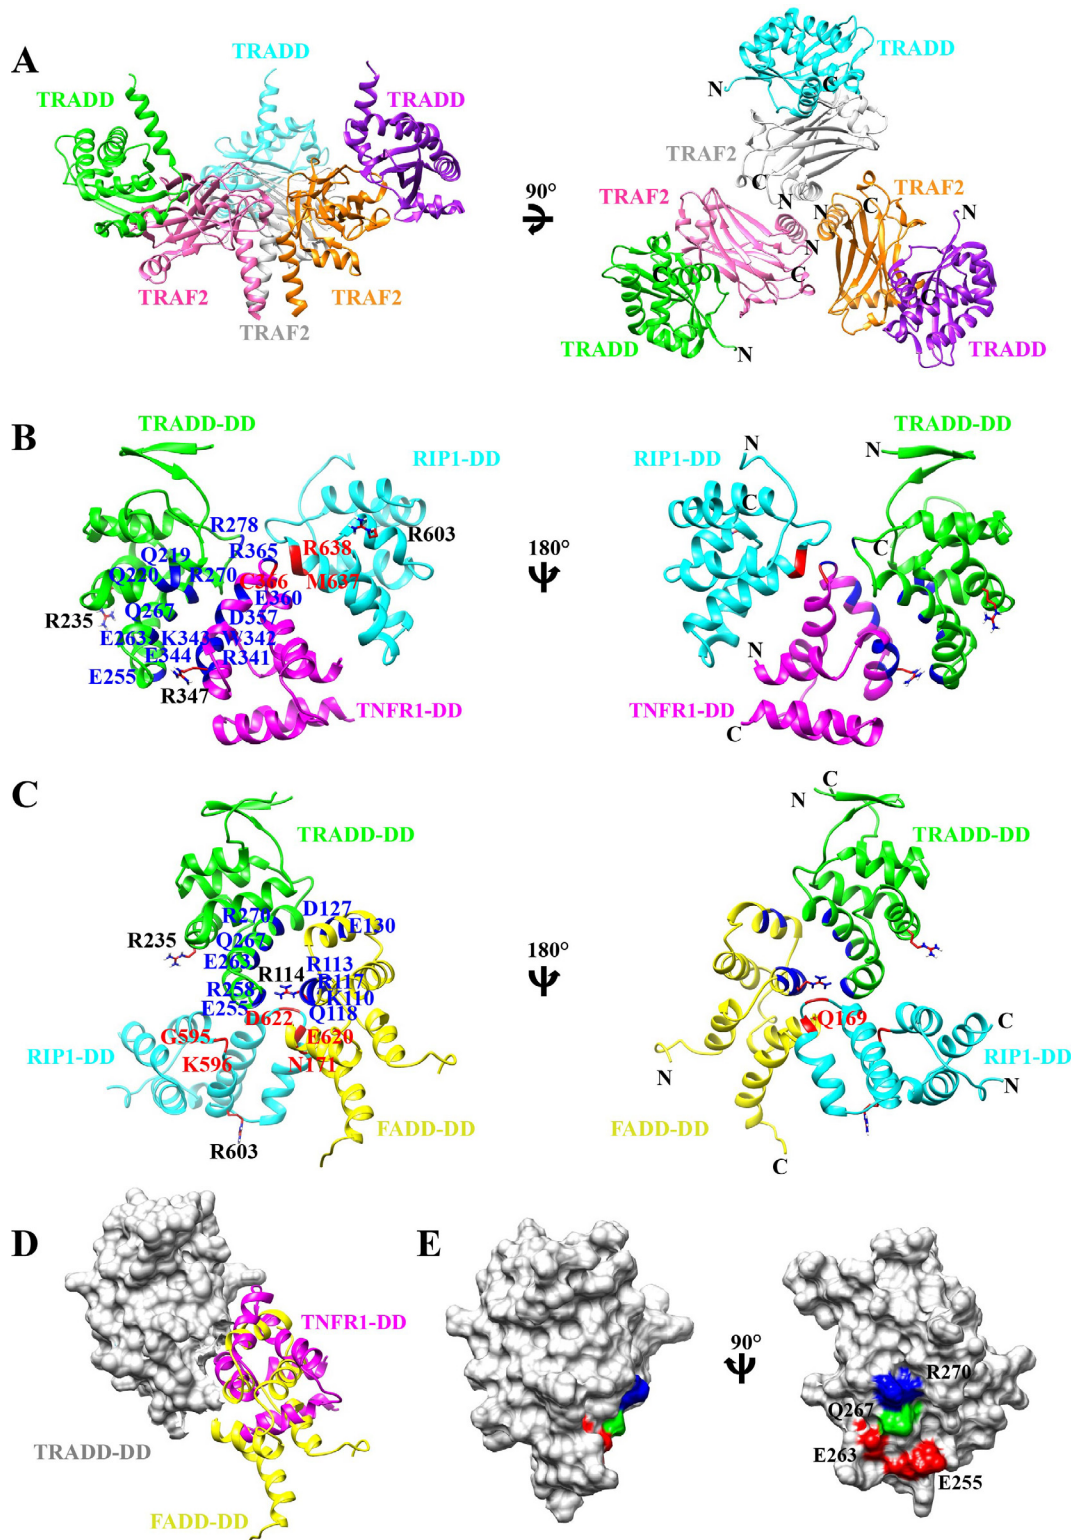 A
TRADD
TRADD
TRADD
TRAF2
TRAF2
TRAF2
90°
TRADD
N
C
TRAF2
C
N
TRAF2
N
N
TRAF2
C
N
C
C
C
TRADD
N
TRADD
B
TRADD-DD
RIP1-DD
R278
R603
Q219
R365
R638
Q220
R270
C366
M637
E360
R235
Q267
D357
E263
K343
W342
E344
R341
E255
R347
TNFR1-DD
180°
TRADD-DD
N
N
RIP1-DD
C
C
N
TNFR1-DD
C
C
TRADD-DD
D127
R270
E130
R235
Q267
E263
R114
R113
R117
R258
K110
E255
Q118
D622
G595
E620
RIP1-DD
K596
N171
FADD-DD
R603
180°
C
N
TRADD-DD
Q169
C
RIP1-DD
N
N
FADD-DD
C
D
TNFR1-DD
TRADD-DD
FADD-DD
E
90°
R270
Q267
E263
E255